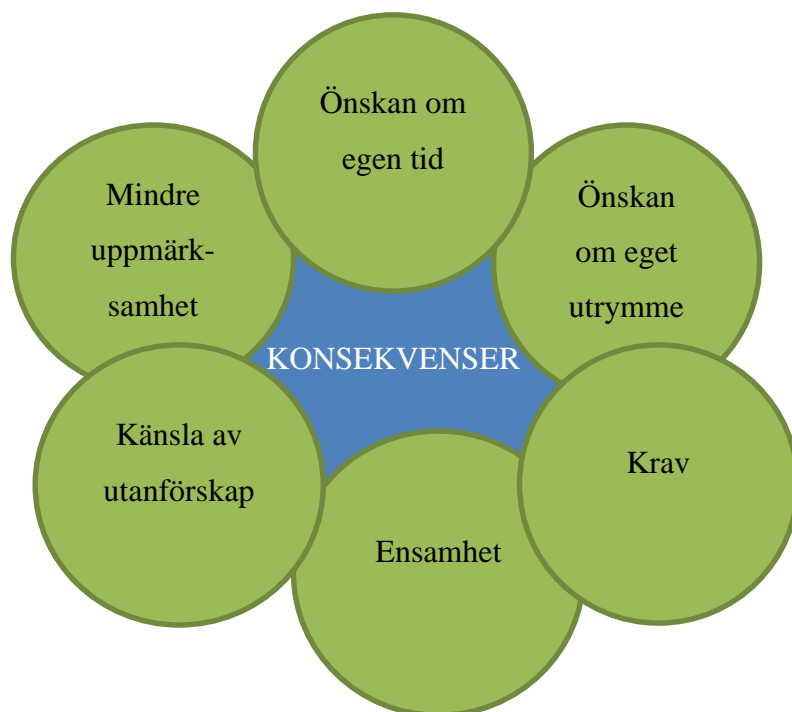 Önskan om
egen tid
Mindre
uppmärk-
samhet
Önskan
om eget
utrymme
KONSEKVENSER
Känsla av
utanförskap
Krav
Ensamhet